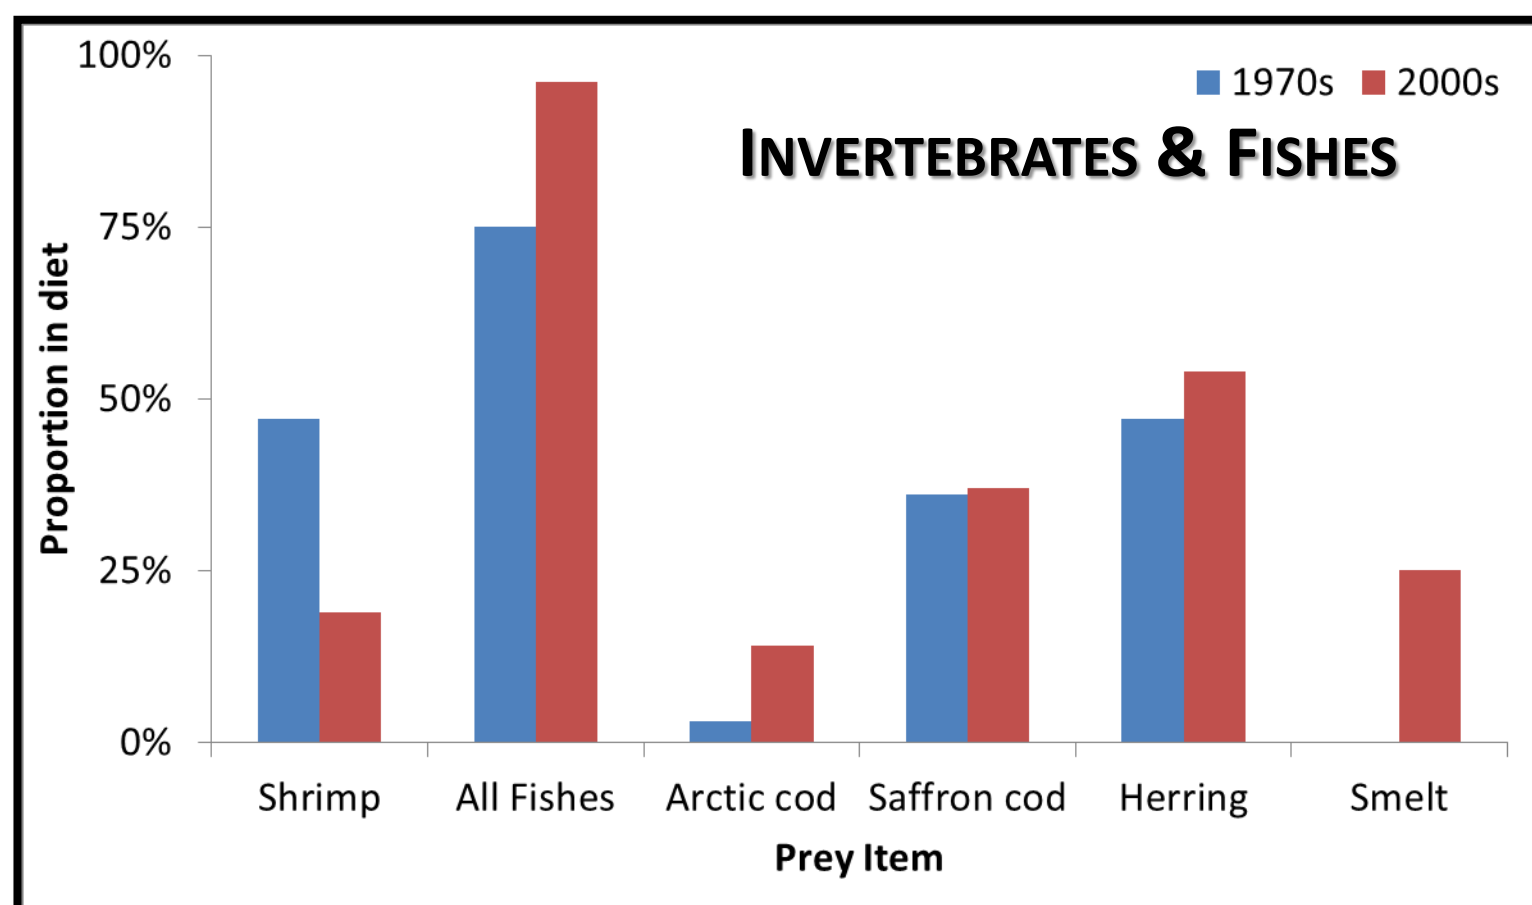 100%
1970s 2000s
INVERTEBRATES & FISHES
75%
50%
25%
0%
Proportion in diet
Shrimp All Fishes Arctic cod Saffron cod Herring Smelt
Prey Item